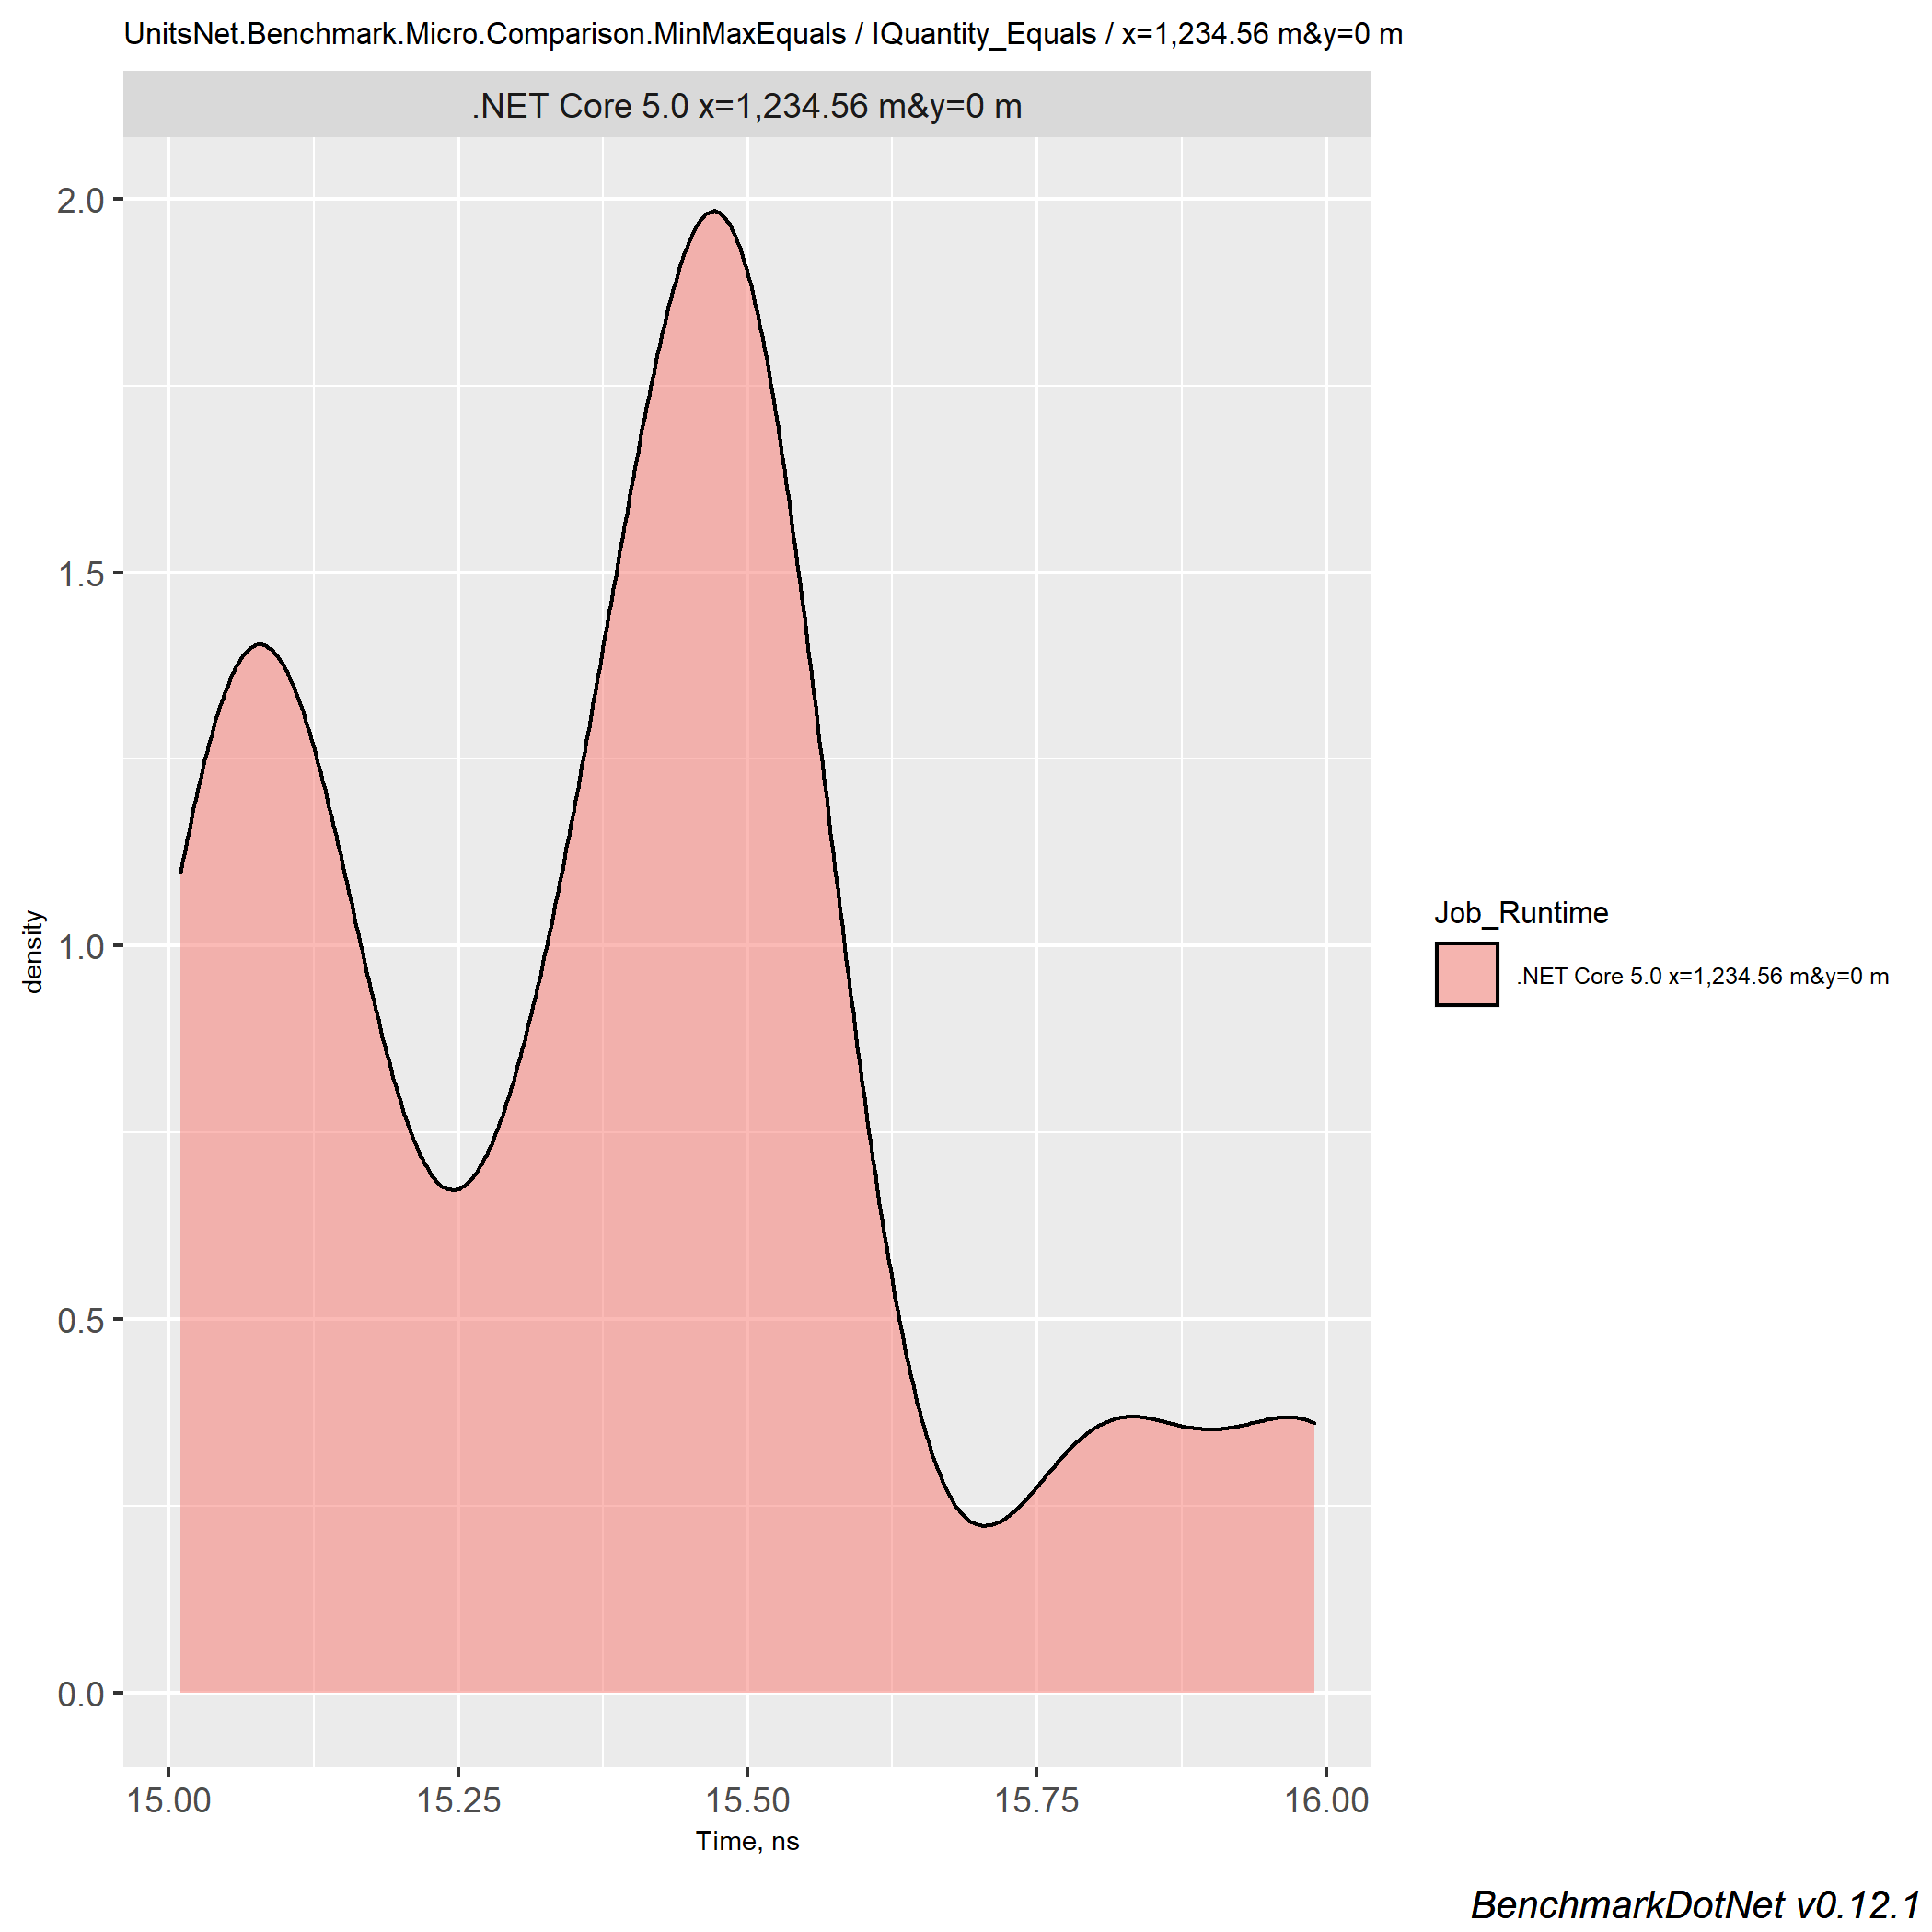 UnitsNet.Benchmark.Micro.Comparison.MinMaxEquals / IQuantity_Equals / x=1,234.56 m&y=0 m
.NET Core 5.0 x=1,234.56 m&y=0 m
2.0
1.5
1.0
0.5
0.0
density
15.00 15.25 15.50 15.75 16.00
Time, ns
Job_Runtime
.NET Core 5.0 x=1,234.56 m&y=0 m
BenchmarkDotNet v0.12.1